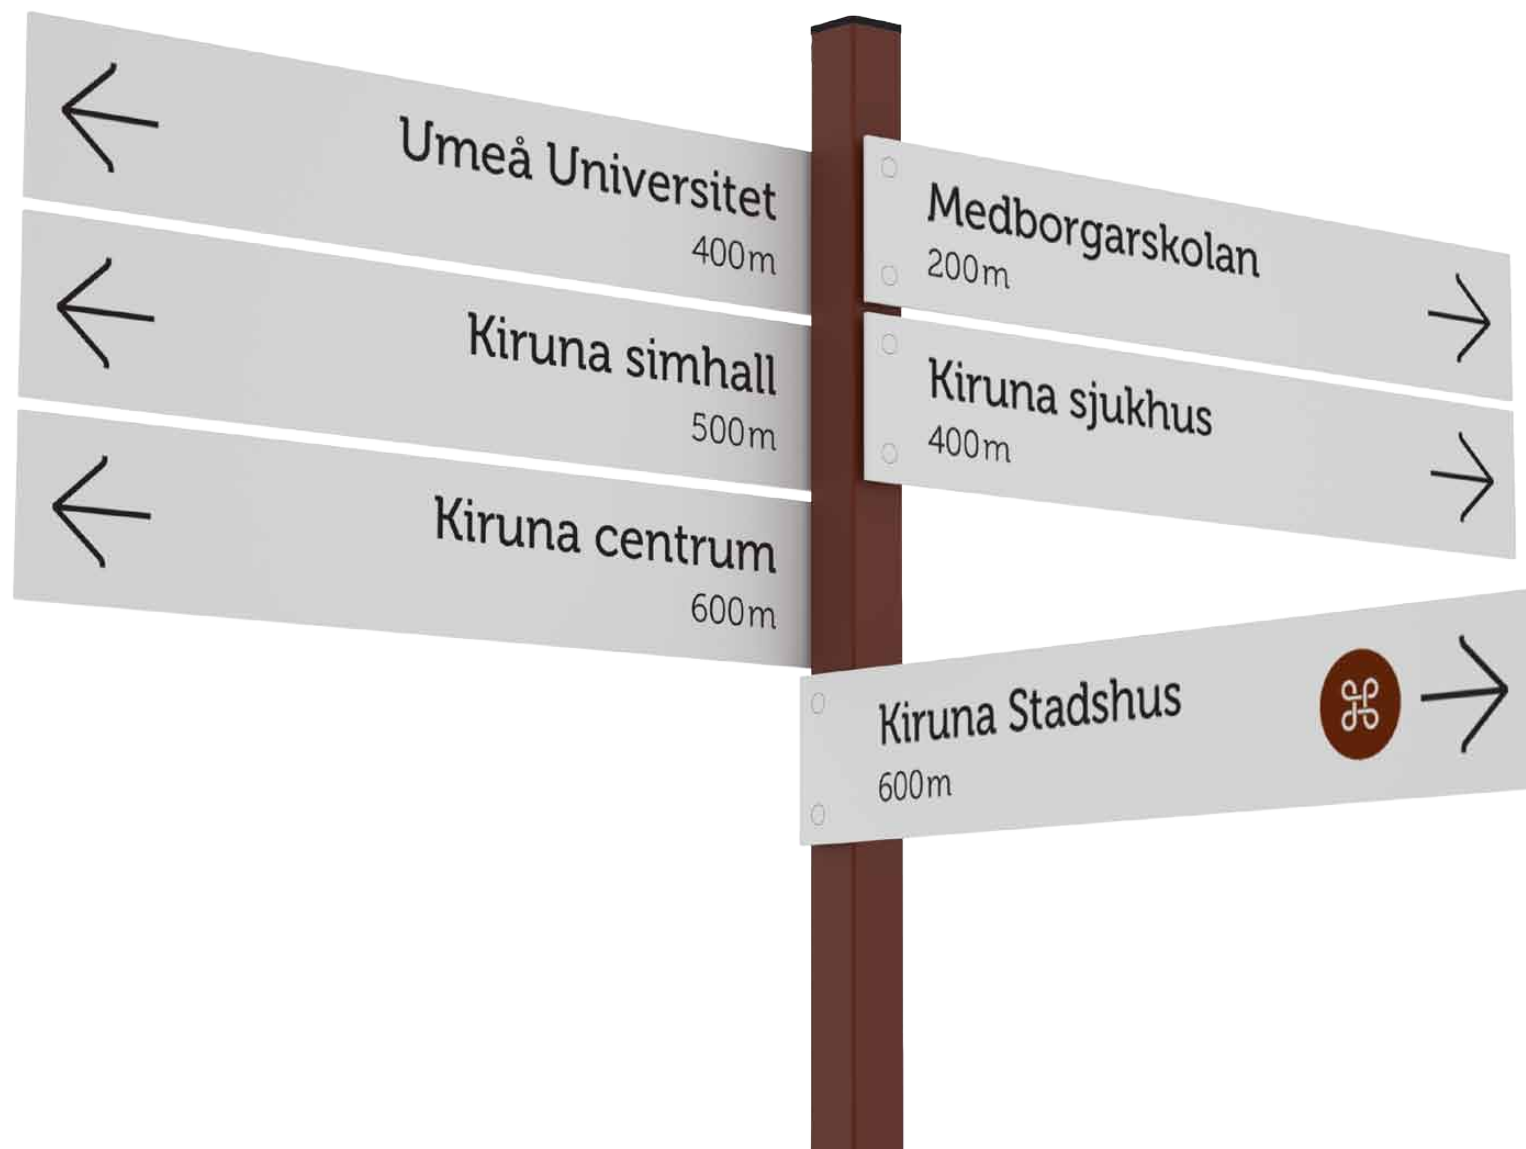 Umeå Universitet
400m
Kiruna simhall
500m
Kiruna centrum
600m
Medborgarskolan
200m
Kiruna sjukhus
400m
Kiruna Stadshus
600m